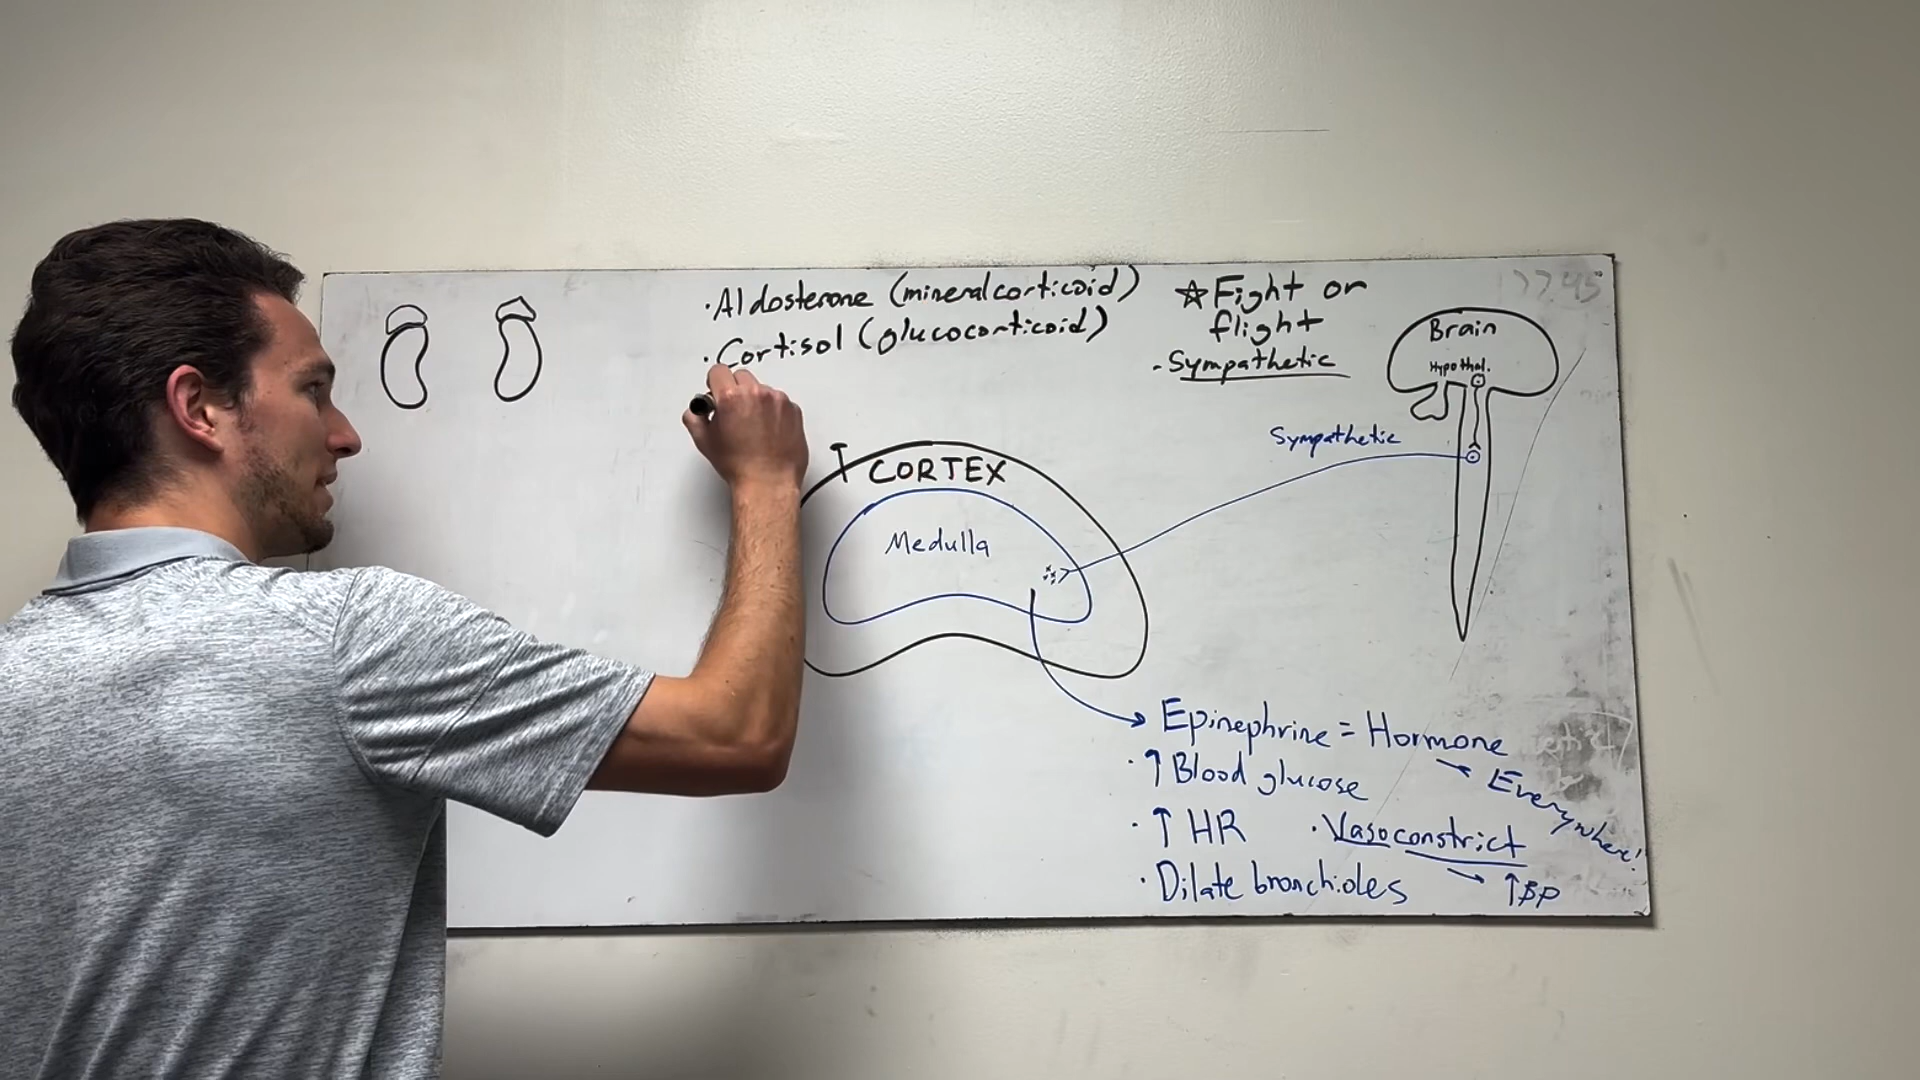 ·Aldosterone (mineralcorticoid)
·Cortisol (glucocorticoid)
☆Fight or
flight
-Sympathetic
Brain
Hypothal.
Sympathetic
CORTEX
Medulla
Epinephrine = Hormone
→ Everywhere!
·↑Blood glucose
·↑HR
·Vasoconstrict
→ ↑BP
·Dilate bronchioles